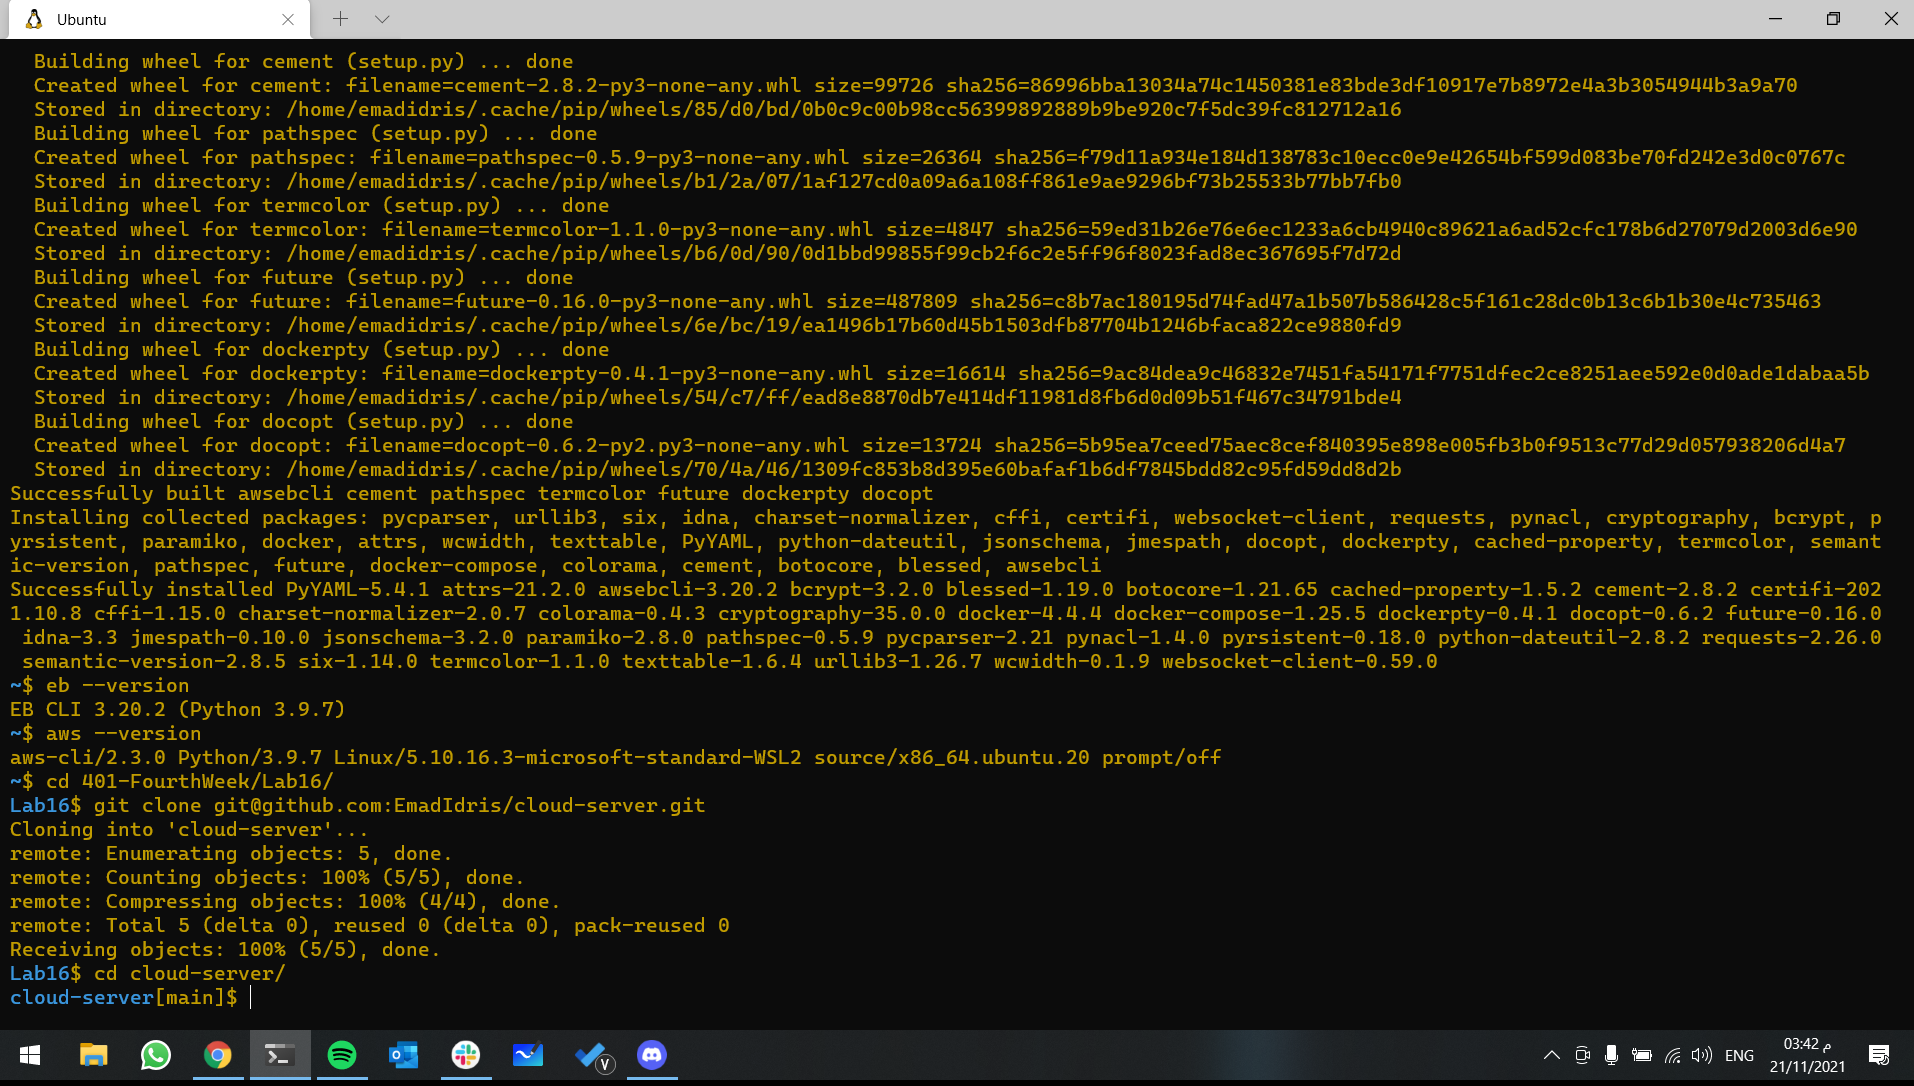 Ubuntu
Building wheel for cement (setup.py) ... done
Created wheel for cement: filename=cement-2.8.2-py3-none-any.whl size=99726 sha256=86996bba13034a74c1450381e83bde3df10917e7b8972e4a3b3054944b3a9a70
Stored in directory: /home/emadidris/.cache/pip/wheels/85/d0/bd/0b0c9c00b98cc56399892889b9be920c7f5dc39fc812712a16
Building wheel for pathspec (setup.py) ... done
Created wheel for pathspec: filename=pathspec-0.5.9-py3-none-any.whl size=26364 sha256=f79d11a934e184d138783c10ecc0e9e42654bf599d083be70fd242e3d0c0767c
Stored in directory: /home/emadidris/.cache/pip/wheels/b1/2a/07/1af127cd0a09a6a108ff861e9ae9296bf73b25533b77bb7fb0
Building wheel for termcolor (setup.py) ... done
Created wheel for termcolor: filename=termcolor-1.1.0-py3-none-any.whl size=4847 sha256=59ed31b26e76e6ec1233a6cb4940c89621a6ad52cfc178b6d27079d2003d6e90
Stored in directory: /home/emadidris/.cache/pip/wheels/b6/0d/90/0d1bbd99855f99cb2f6c2e5ff96f8023fad8ec367695f7d72d
Building wheel for future (setup.py) ... done
Created wheel for future: filename=future-0.16.0-py3-none-any.whl size=487809 sha256=c8b7ac180195d74fad47a1b507b586428c5f161c28dc0b13c6b1b30e4c735463
Stored in directory: /home/emadidris/.cache/pip/wheels/6e/bc/19/ea1496b17b60d45b1503dfb87704b1246bfaca822ce9880fd9
Building wheel for dockerpty (setup.py) ... done
Created wheel for dockerpty: filename=dockerpty-0.4.1-py3-none-any.whl size=16614 sha256=9ac84dea9c46832e7451fa54171f7751dfec2ce8251aee592e0d0ade1dabaa5b
Stored in directory: /home/emadidris/.cache/pip/wheels/54/c7/ff/ead8e8870db7e414df11981d8fb6d0d09b51f467c34791bde4
Building wheel for docopt (setup.py) ... done
Created wheel for docopt: filename=docopt-0.6.2-py2.py3-none-any.whl size=13724 sha256=5b95ea7ceed75aec8cef840395e898e005fb3b0f9513c77d29d057938206d4a7
Stored in directory: /home/emadidris/.cache/pip/wheels/70/4a/46/1309fc853b8d395e60bafaf1b6df7845bdd82c95fd59dd8d2b
Successfully built awsebcli cement pathspec termcolor future dockerpty docopt
Installing collected packages: pycparser, urllib3, six, idna, charset-normalizer, cffi, certifi, websocket-client, requests, pynacl, cryptography, bcrypt, p
yrsistent, paramiko, docker, attrs, wcwidth, texttable, PyYAML, python-dateutil, jsonschema, jmespath, docopt, dockerpty, cached-property, termcolor, semant
ic-version, pathspec, future, docker-compose, colorama, cement, botocore, blessed, awsebcli
Successfully installed PyYAML-5.4.1 attrs-21.2.0 awsebcli-3.20.2 bcrypt-3.2.0 blessed-1.19.0 botocore-1.21.65 cached-property-1.5.2 cement-2.8.2 certifi-202
1.10.8 cffi-1.15.0 charset-normalizer-2.0.7 colorama-0.4.3 cryptography-35.0.0 docker-4.4.4 docker-compose-1.25.5 dockerpty-0.4.1 docopt-0.6.2 future-0.16.0
idna-3.3 jmespath-0.10.0 jsonschema-3.2.0 paramiko-2.8.0 pathspec-0.5.9 pycparser-2.21 pynacl-1.4.0 pyrsistent-0.18.0 python-dateutil-2.8.2 requests-2.26.0
semantic-version-2.8.5 six-1.14.0 termcolor-1.1.0 texttable-1.6.4 urllib3-1.26.7 wcwidth-0.1.9 websocket-client-0.59.0
~$ eb --version
EB CLI 3.20.2 (Python 3.9.7)
~$ aws --version
aws-cli/2.3.0 Python/3.9.7 Linux/5.10.16.3-microsoft-standard-WSL2 source/x86_64.ubuntu.20 prompt/off
~$ cd 401-FourthWeek/Lab16/
Lab16$ git clone git@github.com:EmadIdris/cloud-server.git
Cloning into 'cloud-server'...
remote: Enumerating objects: 5, done.
remote: Counting objects: 100% (5/5), done.
remote: Compressing objects: 100% (4/4), done.
remote: Total 5 (delta 0), reused 0 (delta 0), pack-reused 0
Receiving objects: 100% (5/5), done.
Lab16$ cd cloud-server/
cloud-server[main]$
V
ENG
03:42 م
21/11/2021